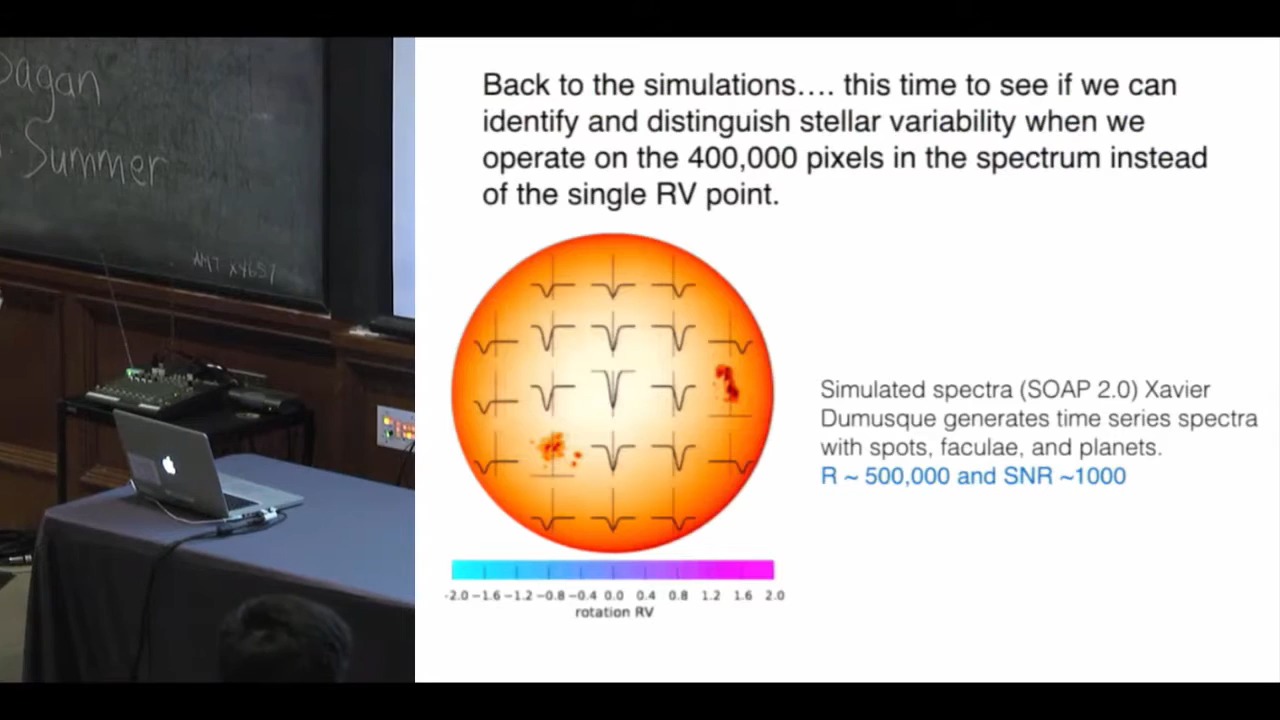 Sagan
Summer
AMT x4651
Back to the simulations.... this time to see if we can
identify and distinguish stellar variability when we
operate on the 400,000 pixels in the spectrum instead
of the single RV point.
Simulated spectra (SOAP 2.0) Xavier
Dumusque generates time series spectra
with spots, faculae, and planets.
R ~ 500,000 and SNR ~1000
-2.0 −1.6 −1.2 −0.8 −0.4 0.0 0.4 0.8 1.2 1.6 2.0
rotation RV